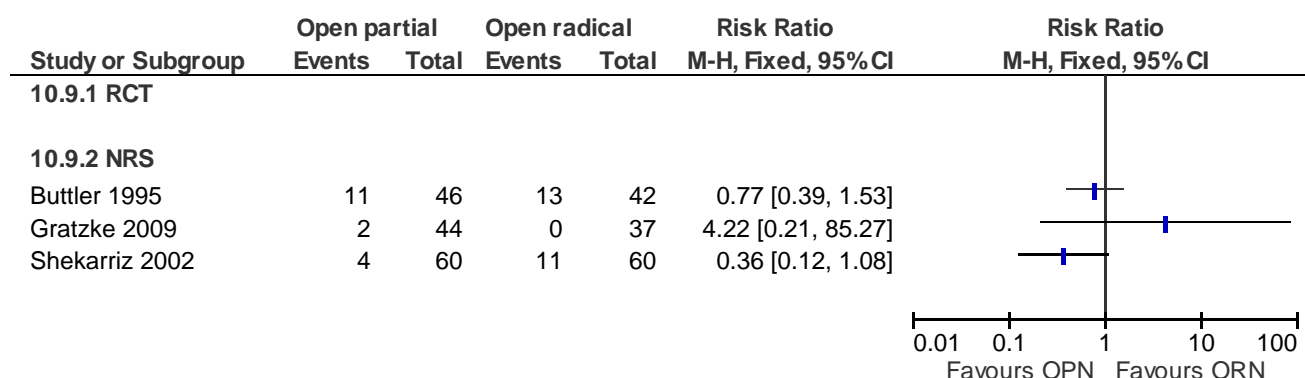 Open partial Open radical Risk Ratio Risk Ratio
Study or Subgroup Events Total Events Total M-H, Fixed, 95% CI M-H, Fixed, 95% CI
10.9.1 RCT
10.9.2 NRS
Buttler 1995 11 46 13 42 0.77 [0.39, 1.53]
Gratzke 2009 2 44 0 37 4.22 [0.21, 85.27]
Shekarriz 2002 4 60 11 60 0.36 [0.12, 1.08]
0.01 0.1 1 10 100
Favours OPN Favours ORN